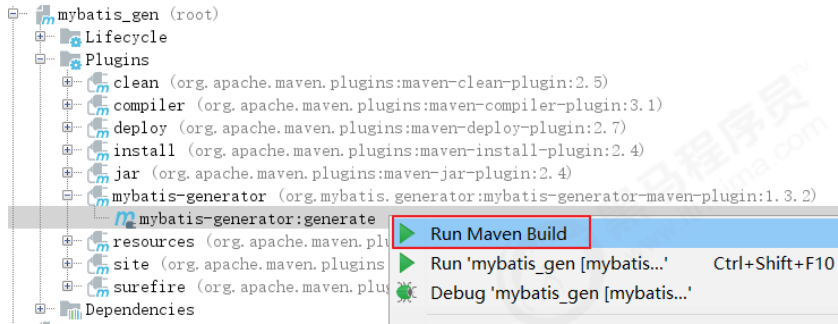 mybatis_gen (root)
Lifecycle
Plugins
clean (org.apache.maven.plugins:maven-clean-plugin:2.5)
compiler (org.apache.maven.plugins:maven-compiler-plugin:3.1)
deploy (org.apache.maven.plugins:maven-deploy-plugin:2.7)
install (org.apache.maven.plugins:maven-install-plugin:2.4)
jar (org.apache.maven.plugins:maven-jar-plugin:2.4)
mybatis-generator (org.mybatis.generator:mybatis-generator-maven-plugin:1.3.2)
mybatis-generator:generate
Run Maven Build
resources (org.apache.maven.plu
Run 'mybatis_gen [mybatis...' Ctrl+Shift+F10
site (org.apache.maven.plugins
surefire (org.apache.maven.plug
Debug 'mybatis_gen [mybatis...'
Dependencies
黑马程序员